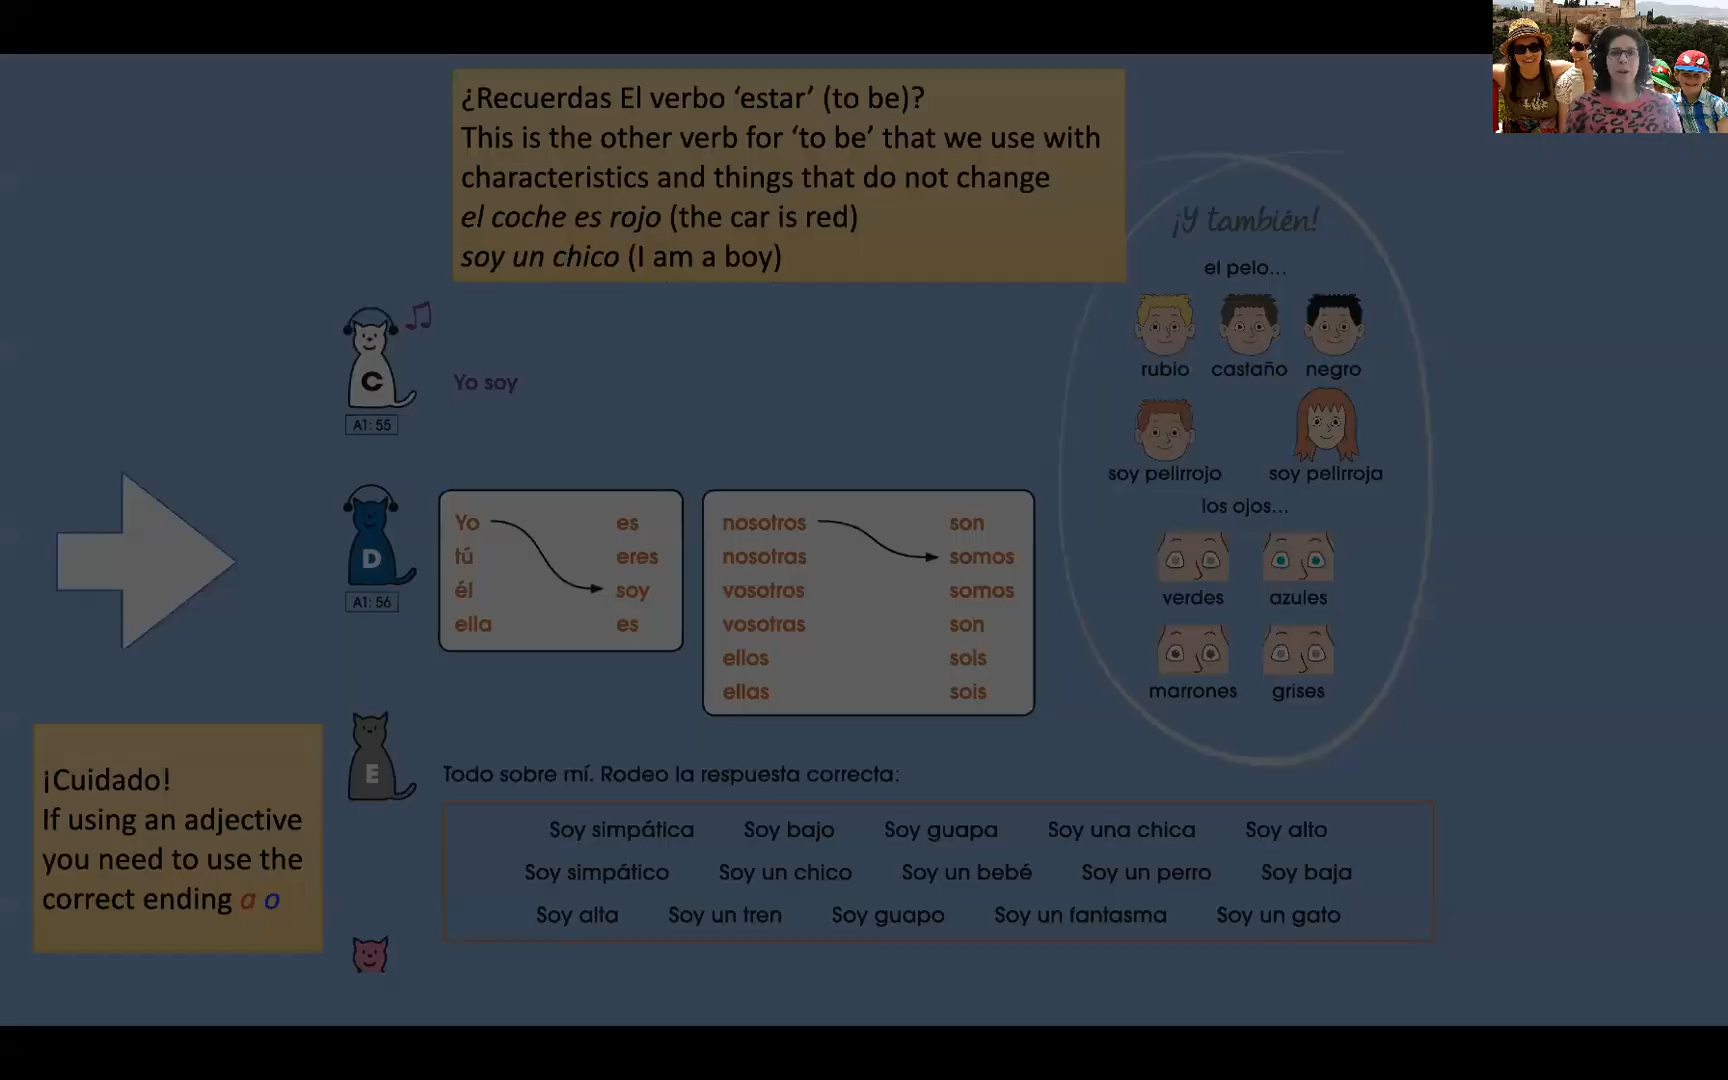 ¿Recuerdas El verbo ‘estar’ (to be)?
This is the other verb for ‘to be’ that we use with
characteristics and things that do not change
el coche es rojo (the car is red)
soy un chico (I am a boy)
¡Y también!
el pelo...
rubio castaño negro
soy pelirrojo soy pelirroja
los ojos...
verdes azules
marrones grises
C
A1: 55
Yo soy
D
A1: 56
Yo es
tú eres
él soy
ella es
nosotros son
nosotras somos
vosotros somos
vosotras son
ellos sois
ellas sois
¡Cuidado!
If using an adjective
you need to use the
correct ending a o
E
Todo sobre mí. Rodeo la respuesta correcta:
Soy simpática Soy bajo Soy guapa Soy una chica Soy alto
Soy simpático Soy un chico Soy un bebé Soy un perro Soy baja
Soy alta Soy un tren Soy guapo Soy un fantasma Soy un gato